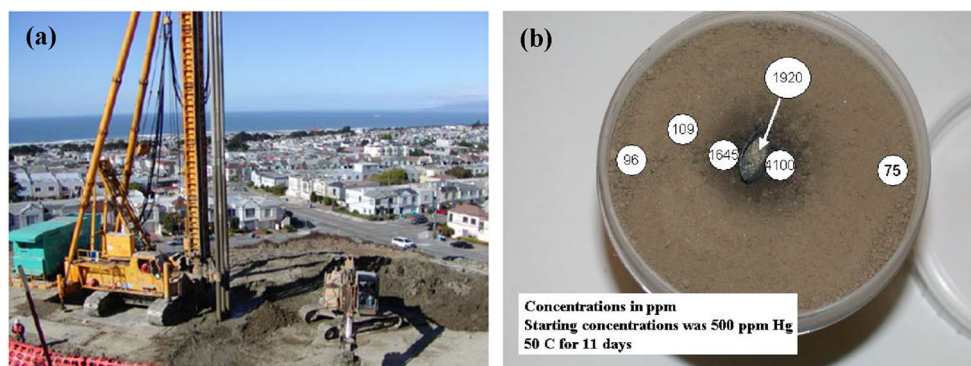 (a)
(b)
1920
109
96
1645
4100
75
Concentrations in ppm
Starting concentrations was 500 ppm Hg
50 C for 11 days